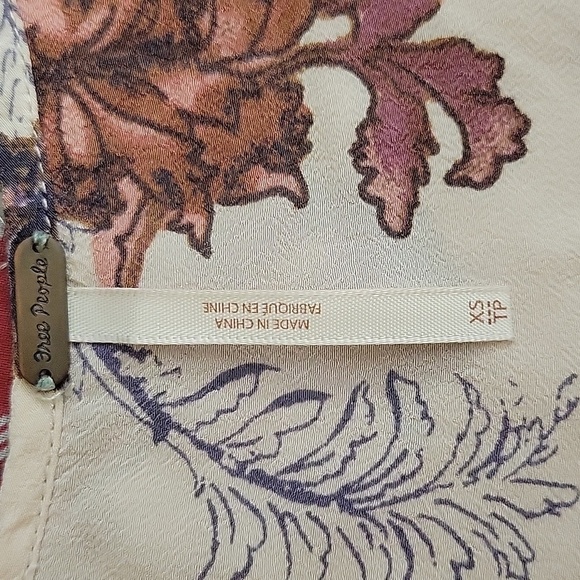 Free People
MADE IN CHINA
FABRIQUÉ EN CHINE
XS
TP